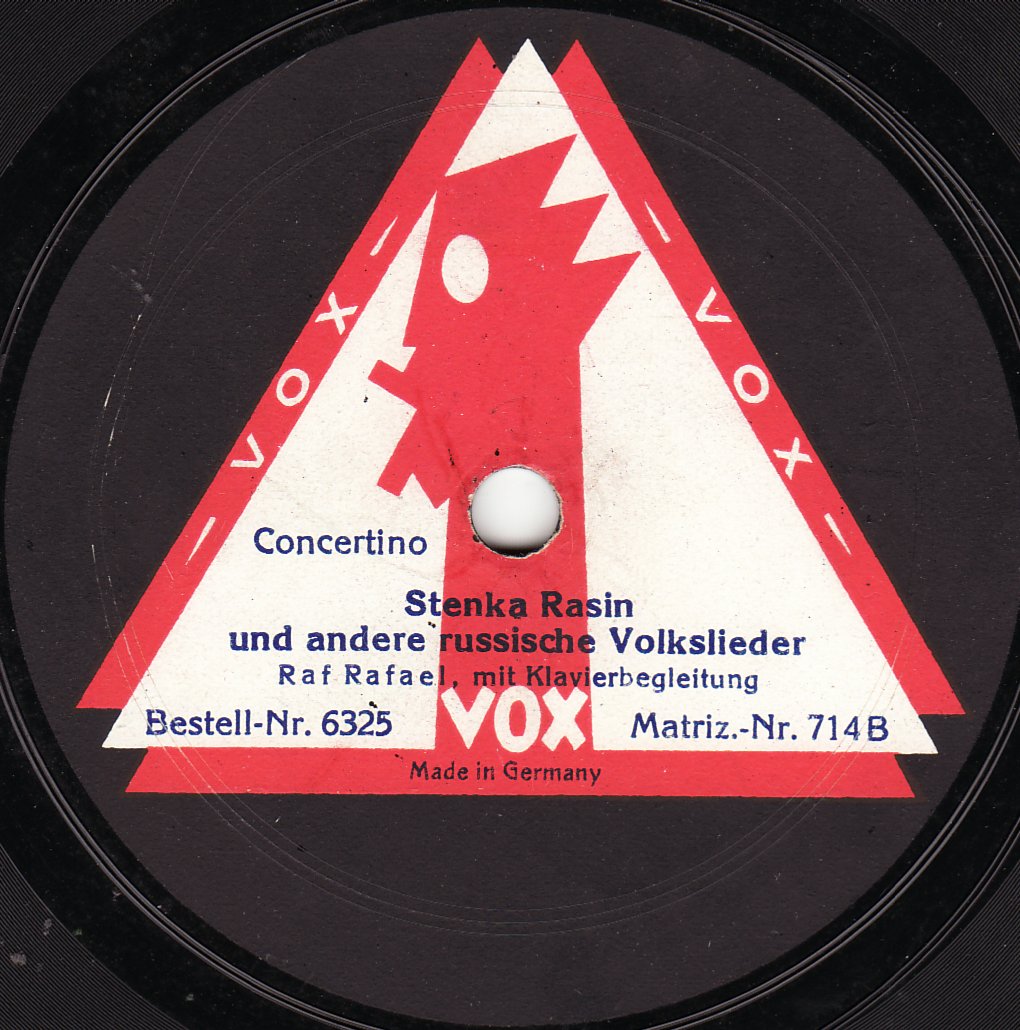 - VOX -
- VOX -
Concertino
Stenka Rasin
und andere russische Volkslieder
Raf Rafael, mit Klavierbegleitung
Bestell-Nr. 6325
VOX
Matriz.-Nr. 714 B
Made in Germany